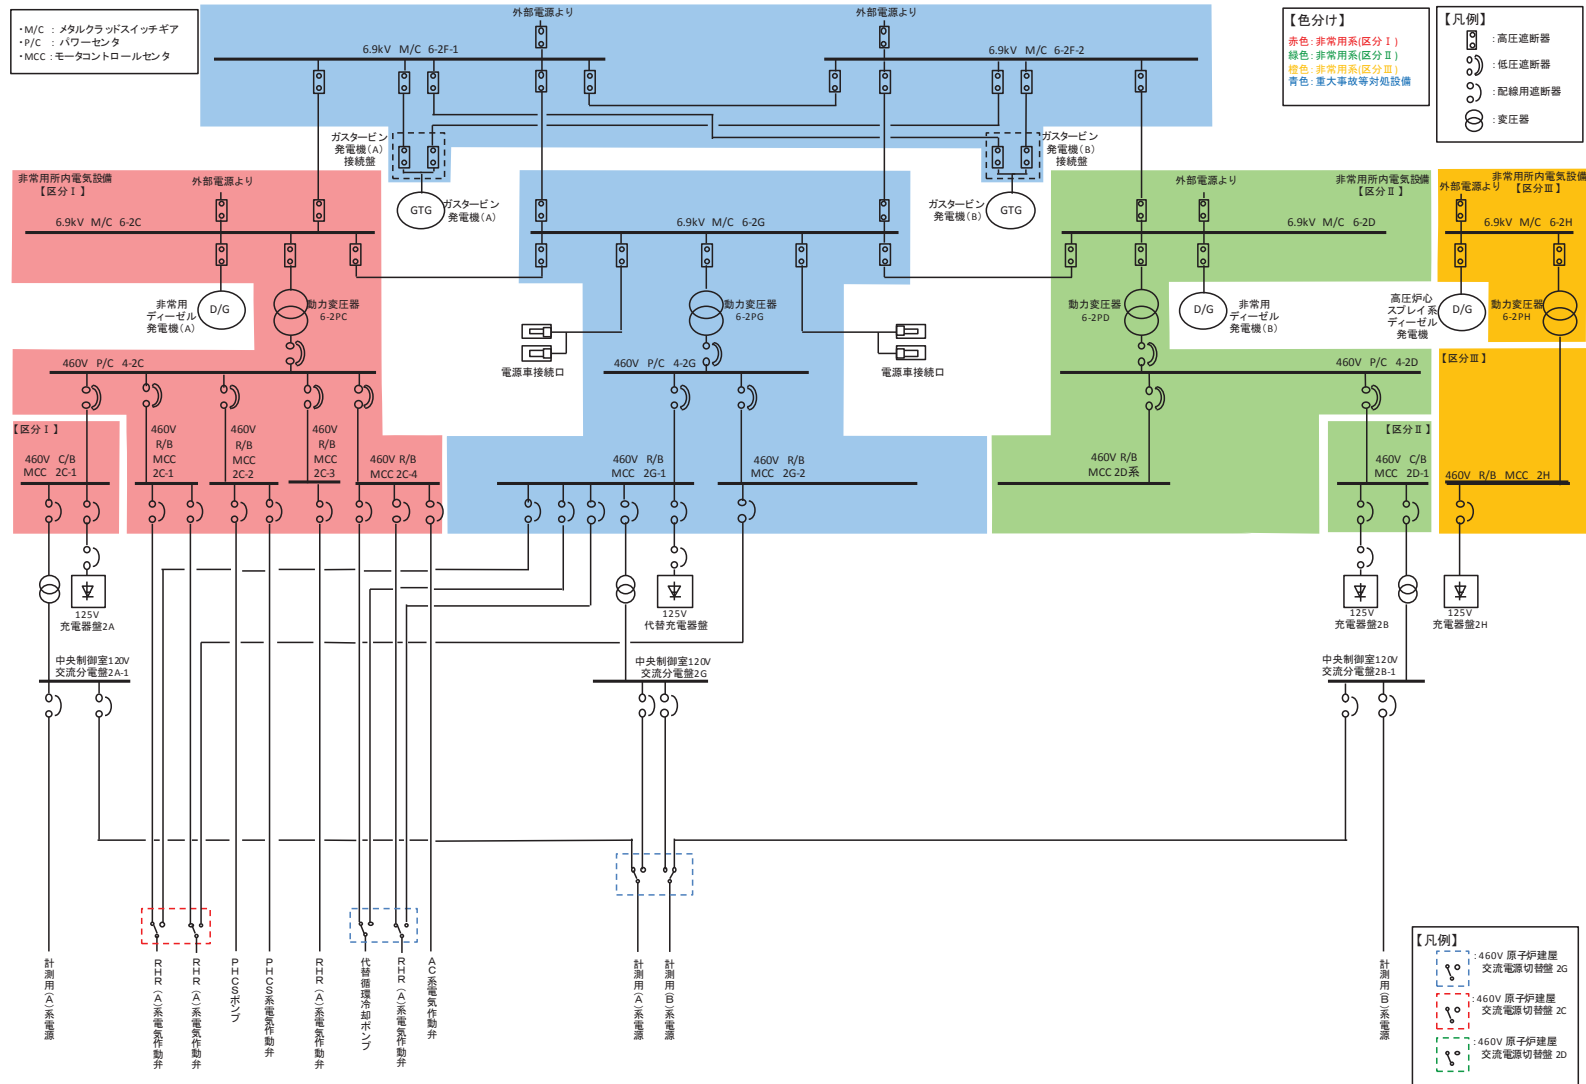 ・M/C ： メタルクラッドスイッチギア
・P/C ： パワーセンタ
・MCC ：モータコントロールセンタ
外部電源より
外部電源より
6.9kV M/C 6-2F-1
6.9kV M/C 6-2F-2
【色分け】
赤色：非常用系(区分Ⅰ)
緑色：非常用系(区分Ⅱ)
橙色：非常用系(区分Ⅲ)
青色：重大事故等対処設備
【凡例】
：高圧遮断器
：低圧遮断器
：配線用遮断器
：変圧器
ガスタービン
発電機(A)
接続盤
ガスタービン
発電機(B)
接続盤
非常用所内電気設備
【区分Ⅰ】
外部電源より
6.9kV M/C 6-2C
GTG
ガスタービン
発電機(A)
6.9kV M/C 6-2G
ガスタービン
発電機(B)
GTG
外部電源より
非常用所内電気設備
【区分Ⅱ】
6.9kV M/C 6-2D
非常用所内電気設備
【区分Ⅲ】
外部電源より
6.9kV M/C 6-2H
非常用
ディーゼル
発電機(A)
D/G
動力変圧器
6-2PC
動力変圧器
6-2PG
動力変圧器
6-2PD
D/G
非常用
ディーゼル
発電機(B)
高圧炉心
スプレイ系
ディーゼル
発電機
D/G
動力変圧器
6-2PH
電源車接続口
電源車接続口
460V P/C 4-2C
460V P/C 4-2G
460V P/C 4-2D
【区分Ⅲ】
【区分Ⅰ】
460V C/B
MCC 2C-1
460V
R/B
MCC
2C-1
460V
R/B
MCC
2C-2
460V
R/B
MCC
2C-3
460V R/B
MCC 2C-4
460V R/B
MCC 2G-1
460V R/B
MCC 2G-2
460V R/B
MCC 2D系
【区分Ⅱ】
460V C/B
MCC 2D-1
460V R/B MCC 2H
125V
充電器盤2A
125V
代替充電器盤
125V
充電器盤2B
125V
充電器盤2H
中央制御室120V
交流分電盤2A-1
中央制御室120V
交流分電盤2G
中央制御室120V
交流分電盤2B-1
計測用(A)系電源
RHR(A)系電気作動弁
RHR(A)系電気作動弁
PHCSポンプ
PHCS系電気作動弁
RHR(A)系電気作動弁
代替循環冷却ポンプ
RHR(A)系電気作動弁
AC系電気作動弁
計測用(A)系電源
計測用(B)系電源
計測用(B)系電源
【凡例】
：460V 原子炉建屋
交流電源切替盤 2G
：460V 原子炉建屋
交流電源切替盤 2C
：460V 原子炉建屋
交流電源切替盤 2D